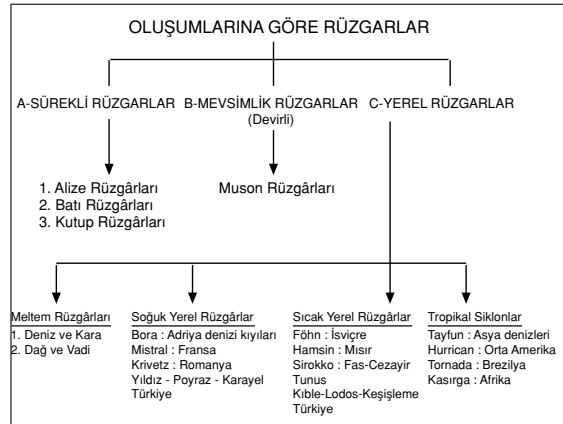 OLUŞUMLARINA GÖRE RÜZGARLAR
A-SÜREKLİ RÜZGARLAR
B-MEVSİMLİK RÜZGARLAR
(Devirli)
C-YEREL RÜZGARLAR
1. Alize Rüzgârları
2. Batı Rüzgârları
3. Kutup Rüzgârları
Muson Rüzgârları
Meltem Rüzgârları
1. Deniz ve Kara
2. Dağ ve Vadi
Soğuk Yerel Rüzgarlar
Bora : Adriya denizi kıyıları
Mistral : Fransa
Krivetz : Romanya
Yıldız - Poyraz - Karayel
Türkiye
Sıcak Yerel Rüzgarlar
Föhn : İsviçre
Hamsin : Mısır
Sirokko : Fas-Cezayir
Tunus
Kıble-Lodos-Keşişleme
Türkiye
Tropikal Siklonlar
Tayfun : Asya denizleri
Hurrican : Orta Amerika
Tornada : Brezilya
Kasırga : Afrika